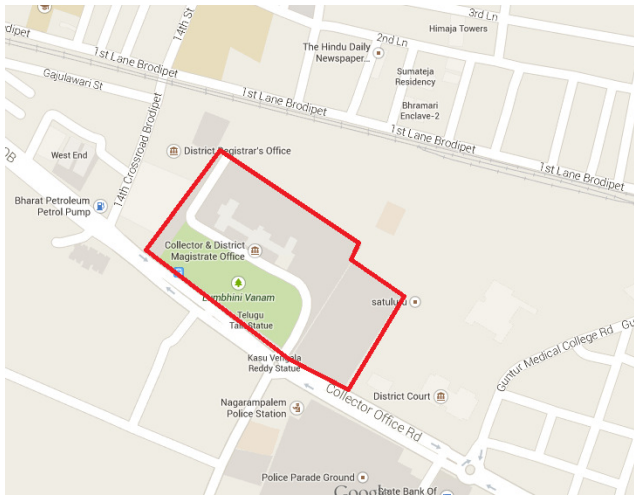 14th St
3rd Ln
Himaja Towers
2nd Ln
1st Lane Brodipet
The Hindu Daily
Newspaper...
Sumateja
Residency
Gajulawari St
1st Lane Brodipet
Bhramari
Enclave-2
1st Lane Brodipet
14th Crossroad Brodipet
West End
District Registrar's Office
1st Lane Brodipet
Bharat Petroleum
Petrol Pump
Collector & District
Magistrate Office
Lumbhini Vanam
satuluru
Telugu
Talli Statue
Kasu Vengala
Reddy Statue
Guntur Medical College Rd
District Court
Nagarampalem
Police Station
Collector Office Rd
Police Parade Ground
Google
State Bank Of